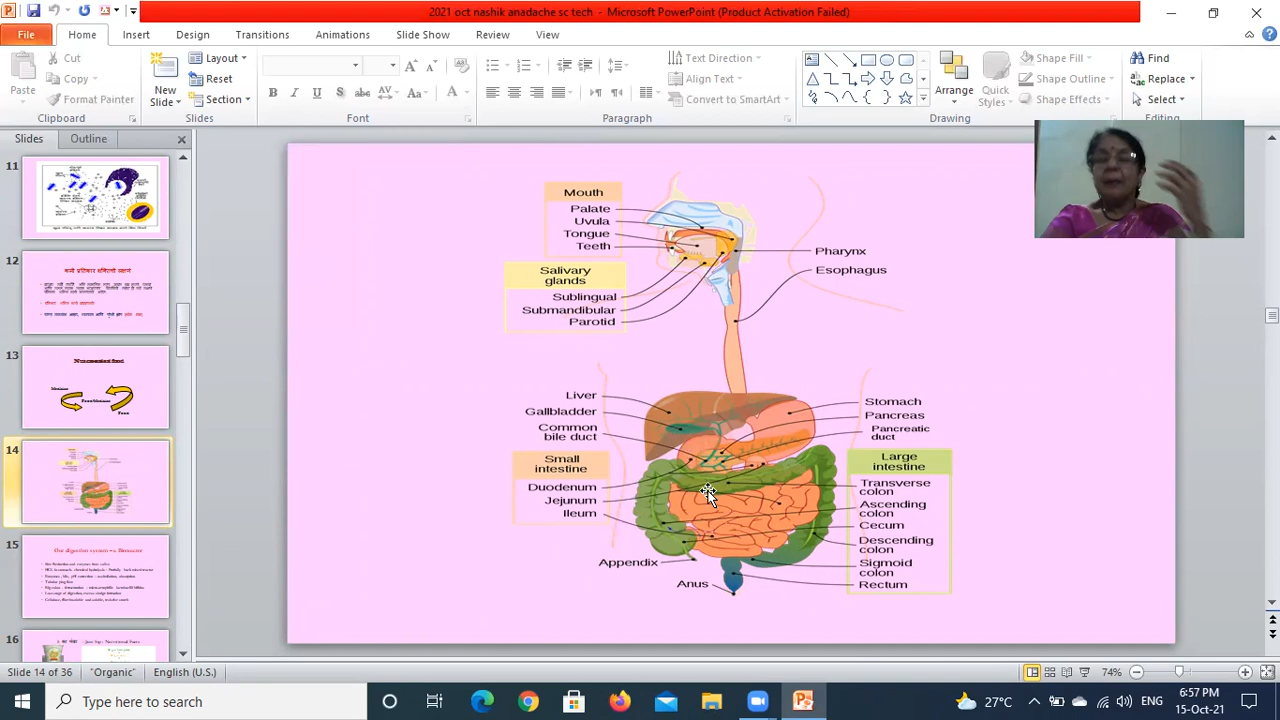 2021 oct nashik anadache sc tech - Microsoft PowerPoint (Product Activation Failed)
File Home Insert Design Transitions Animations Slide Show Review View
Paste
Cut
Copy
Format Painter
Clipboard
New
Slide
Layout
Reset
Section
Slides
Font
Text Direction
Align Text
Convert to SmartArt
Paragraph
Arrange
Quick
Styles
Shape Fill
Shape Outline
Shape Effects
Drawing
Find
Replace
Select
Editing
Slides Outline
11
12
13
14
15
Our digestion system
16
Mouth
Palate
Uvula
Tongue
Teeth
Salivary
glands
Sublingual
Submandibular
Parotid
Pharynx
Esophagus
Liver
Gallbladder
Common
bile duct
Small
intestine
Duodenum
Jejunum
Ileum
Appendix
Anus
Stomach
Pancreas
Pancreatic
duct
Large
intestine
Transverse
colon
Ascending
colon
Cecum
Descending
colon
Sigmoid
colon
Rectum
Slide 14 of 36 "Organic" English (U.S.) 74%
Type here to search
27°C
6:57 PM
15-Oct-21